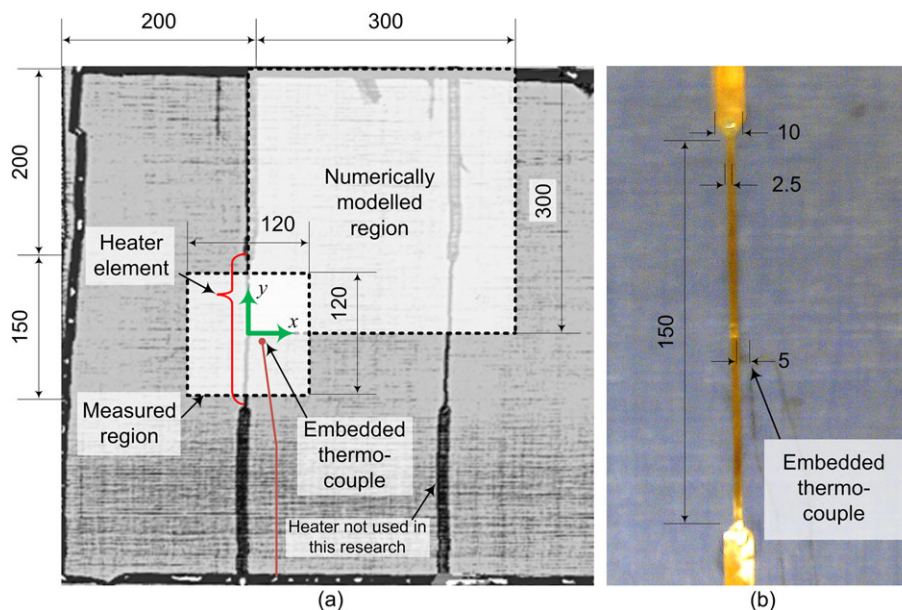 200
300
200
Numerically
modelled
region
300
120
Heater
element
y
x
120
150
Measured
region
Embedded
thermo-
couple
Heater not used in
this research
(a)
10
2.5
150
5
Embedded
thermo-
couple
(b)